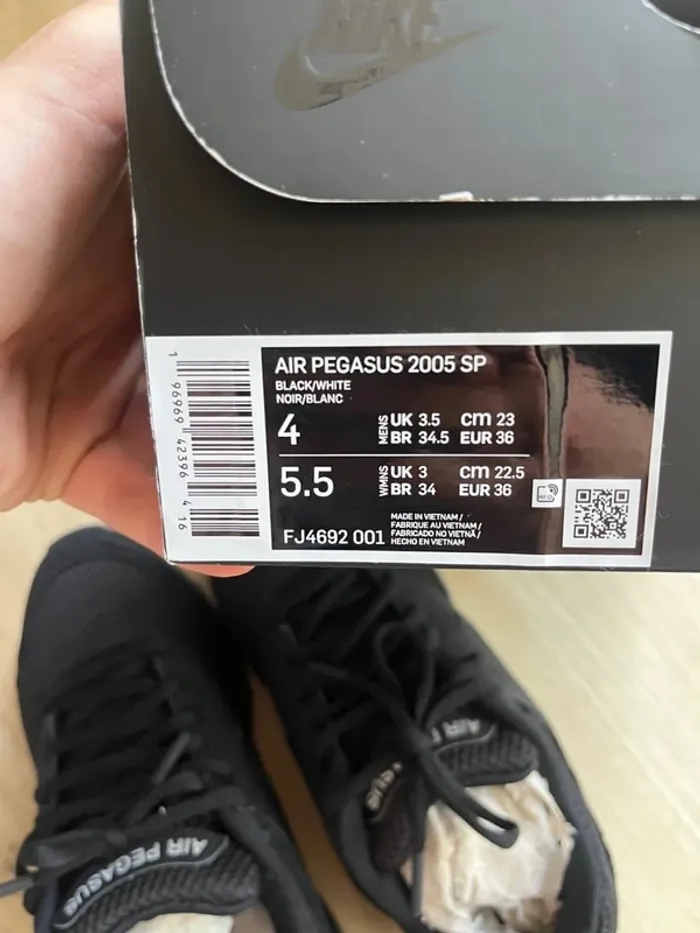 NIKE
AIR PEGASUS 2005 SP
BLACK/WHITE
NOIR/BLANC
4 MENS UK 3.5 cm 23
BR 34.5 EUR 36
5.5 WMNS UK 3 cm 22.5
BR 34 EUR 36
RFID
FJ4692 001
MADE IN VIETNAM /
FABRIQUE AU VIETNAM /
FABRICADO NO VIETNÃ /
HECHO EN VIETNAM
1 96969 42396 4 16
AIR PEGASUS